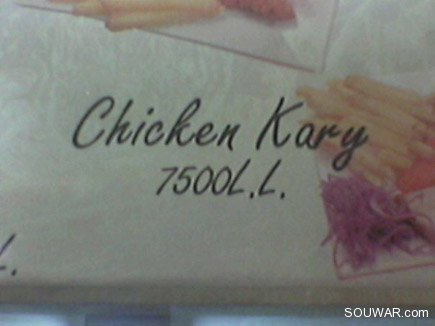 Chicken Kary
7500L.L.
L.
SOUWAR.COM